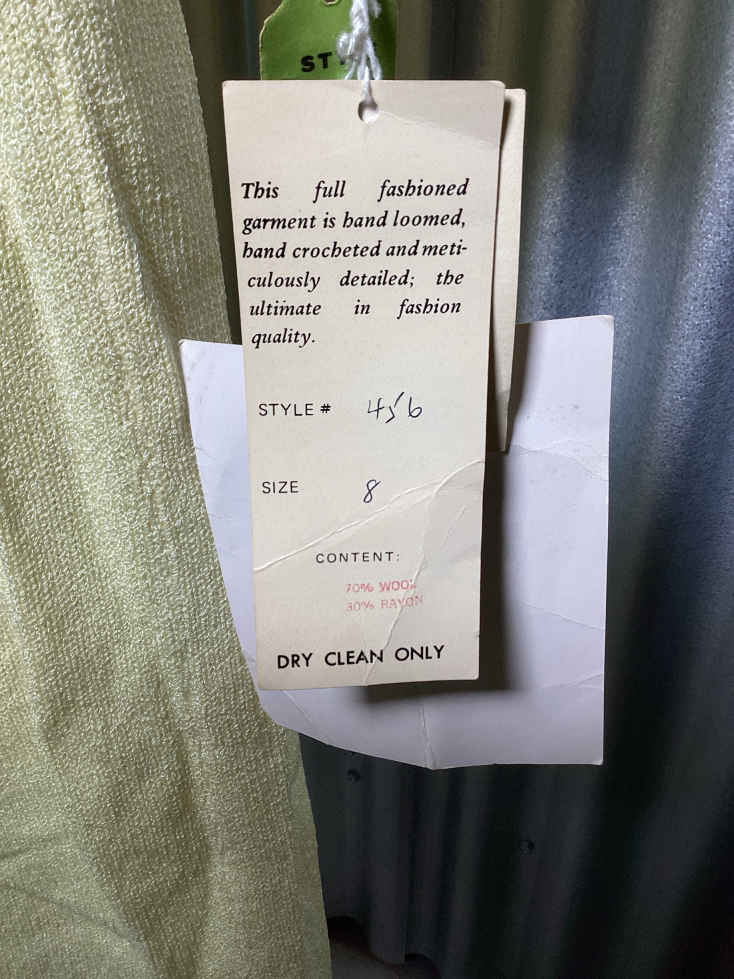 ST
This full fashioned
garment is hand loomed,
hand crocheted and meti-
culously detailed; the
ultimate in fashion
quality.
STYLE # 456
SIZE 8
CONTENT:
70% WOOL
30% RAYON
DRY CLEAN ONLY